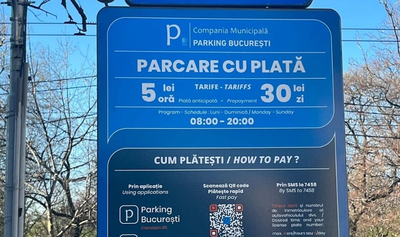 P
Compania Municipală
PARKING BUCUREȘTI
PARCARE CU PLATĂ
5 lei oră
TARIFE - TARIFFS
Plată anticipată - Prepayment
30 lei zi
Program - Schedule : Luni - Duminică / Monday - Sunday
08:00 - 20:00
CUM PLĂTEȘTI / HOW TO PAY ?
Prin aplicația
Using applications
Parking
București
Scanează QR code
Plătește rapid
Fast pay
Prin SMS la 7458
By SMS to 7458